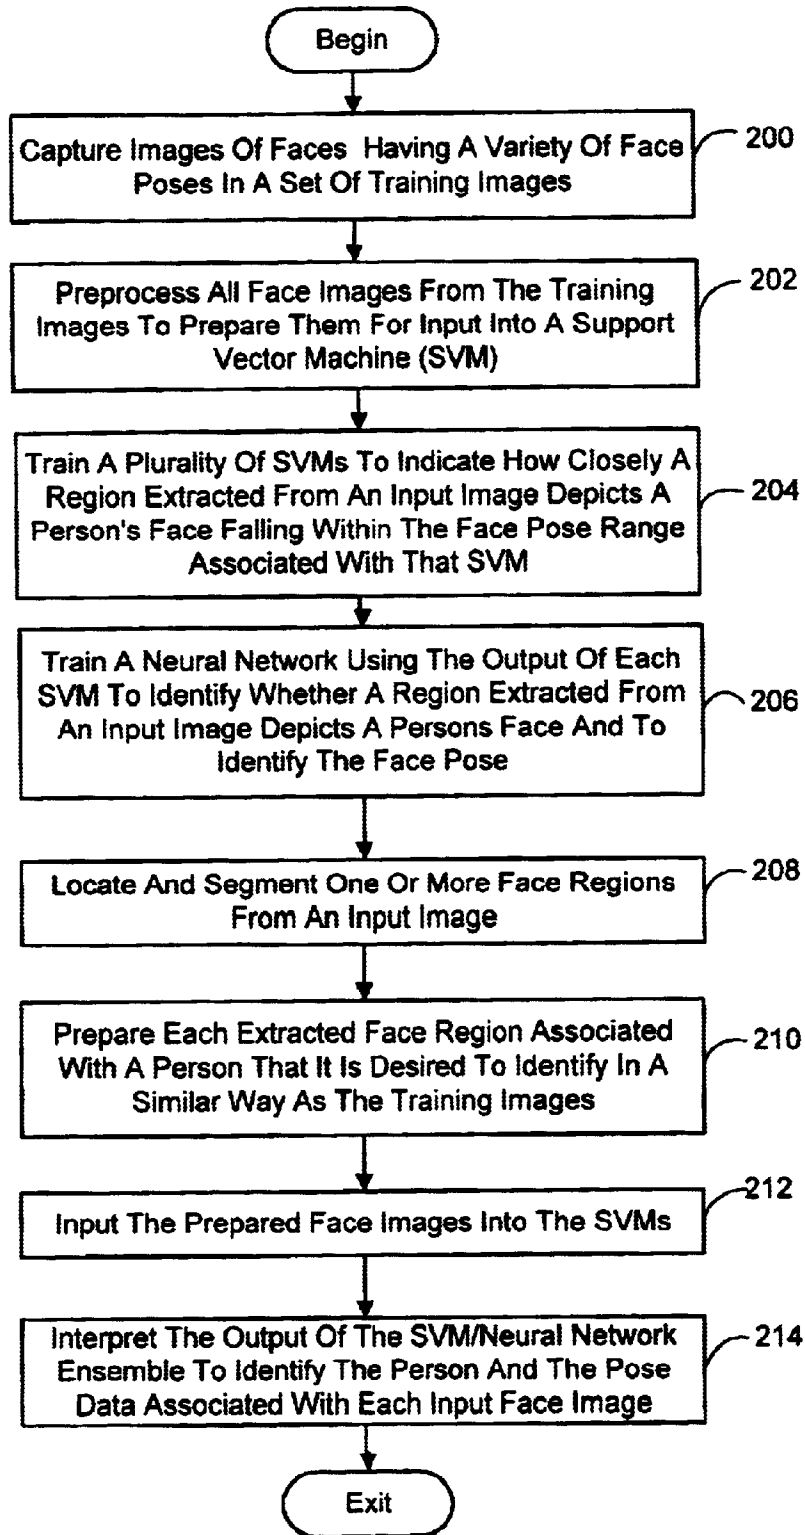 Begin
Capture Images Of Faces Having A Variety Of Face
Poses In A Set Of Training Images
200
Preprocess All Face Images From The Training
Images To Prepare Them For Input Into A Support
Vector Machine (SVM)
202
Train A Plurality Of SVMs To Indicate How Closely A
Region Extracted From An Input Image Depicts A
Person's Face Falling Within The Face Pose Range
Associated With That SVM
204
Train A Neural Network Using The Output Of Each
SVM To Identify Whether A Region Extracted From
An Input Image Depicts A Persons Face And To
Identify The Face Pose
206
Locate And Segment One Or More Face Regions
From An Input Image
208
Prepare Each Extracted Face Region Associated
With A Person That It Is Desired To Identify In A
Similar Way As The Training Images
210
Input The Prepared Face Images Into The SVMs
212
Interpret The Output Of The SVM/Neural Network
Ensemble To Identify The Person And The Pose
Data Associated With Each Input Face Image
214
Exit